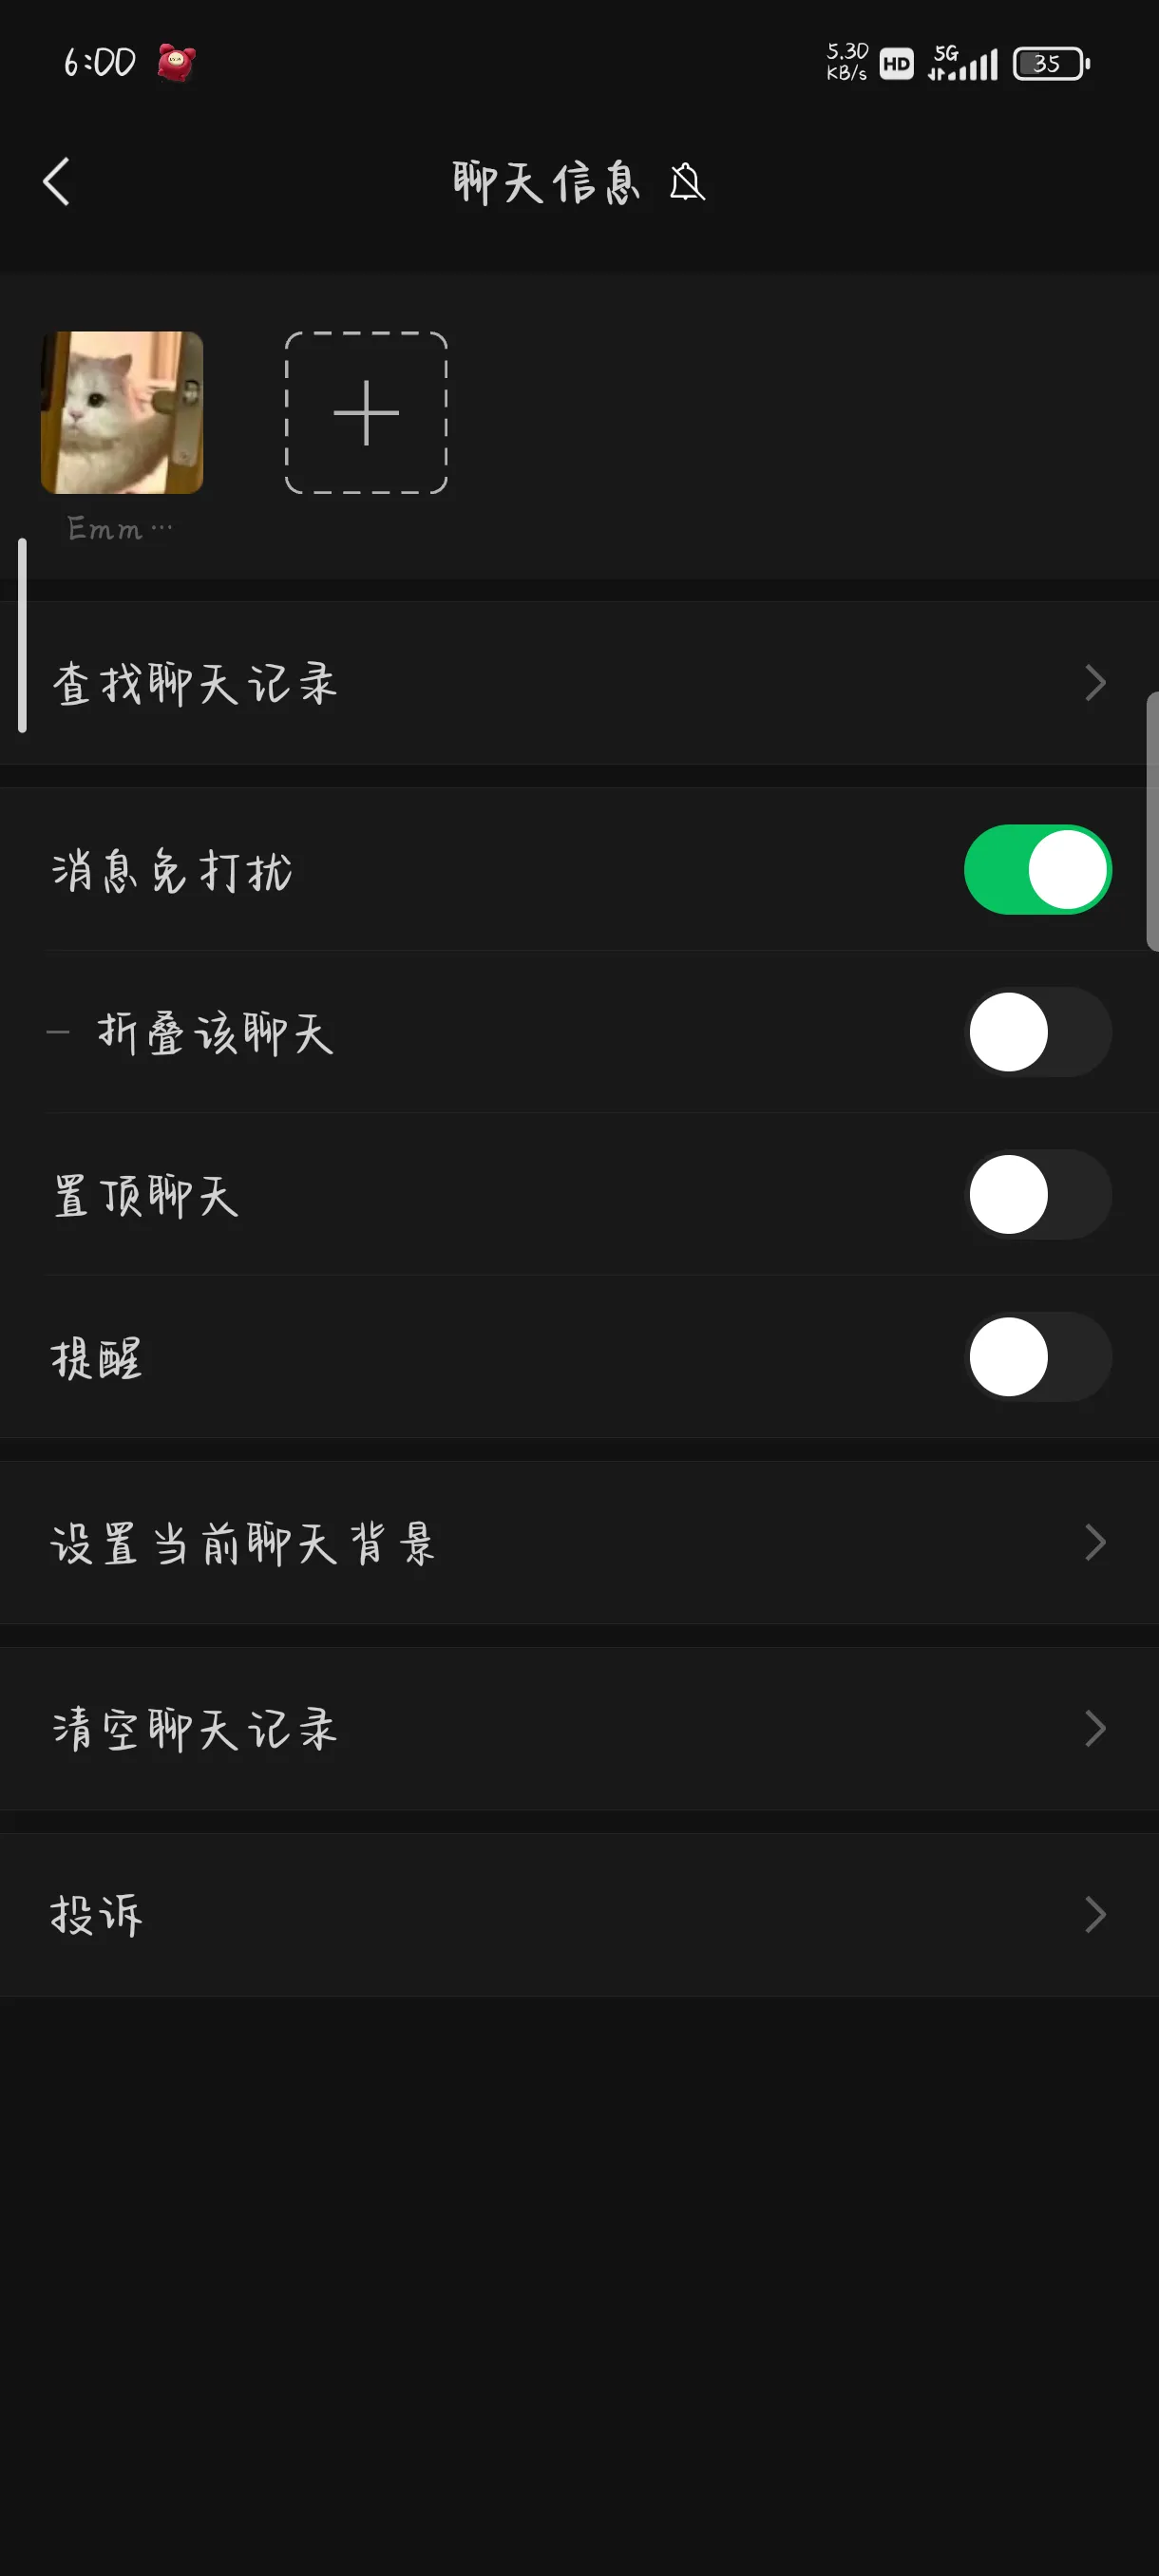 6:00
5.30
KB/s
HD
5G
35
聊天信息
Emm…
查找聊天记录
消息免打扰
折叠该聊天
置顶聊天
提醒
设置当前聊天背景
清空聊天记录
投诉